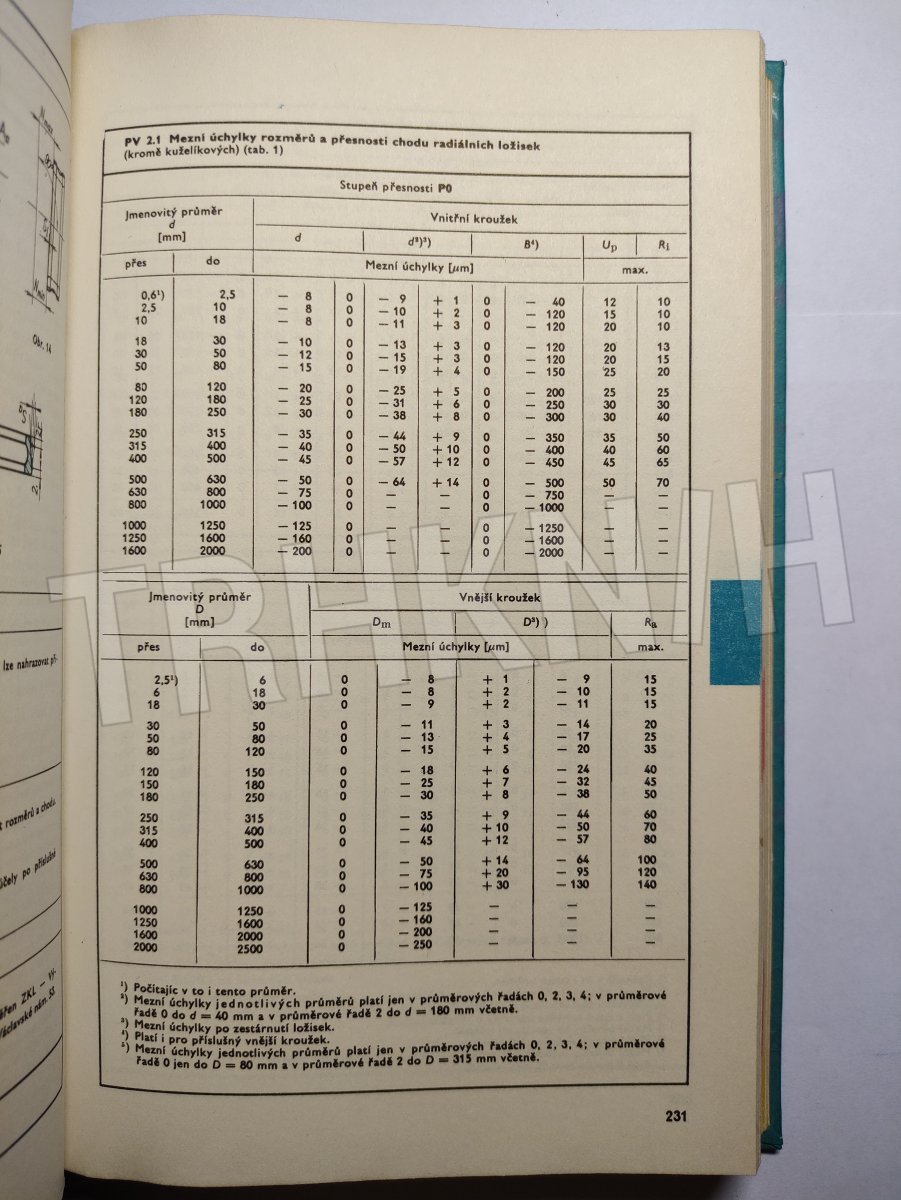 PV 2.1 Mezní úchylky rozměrů a přesnosti chodu radiálních ložisek
(kromě kuželíkových) (tab. 1)
Stupeň přesnosti P0
Jmenovitý průměr d [mm] Vnitřní kroužek
d d²)³) B⁴) Up Ri
přes do Mezní úchylky [µm] max.
0,6¹) 2,5 – 8 0 – 9 + 1 0 – 40 12 10
2,5 10 – 8 0 – 10 + 2 0 – 120 15 10
10 18 – 8 0 – 11 + 3 0 – 120 20 10
18 30 – 10 0 – 13 + 3 0 – 120 20 13
30 50 – 12 0 – 15 + 3 0 – 120 20 15
50 80 – 15 0 – 19 + 4 0 – 150 25 20
80 120 – 20 0 – 25 + 5 0 – 200 25 25
120 180 – 25 0 – 31 + 6 0 – 250 30 30
180 250 – 30 0 – 38 + 8 0 – 300 30 40
250 315 – 35 0 – 44 + 9 0 – 350 35 50
315 400 – 40 0 – 50 + 10 0 – 400 40 60
400 500 – 45 0 – 57 + 12 0 – 450 45 65
500 630 – 50 0 – 64 + 14 0 – 500 50 70
630 800 – 75 0 — — 0 – 750 — —
800 1000 – 100 0 — — 0 – 1000 — —
1000 1250 – 125 0 — — 0 – 1250 — —
1250 1600 – 160 0 — — 0 – 1600 — —
1600 2000 – 200 0 — — 0 – 2000 — —
Jmenovitý průměr D [mm] Vnější kroužek
Dm D³) ) Ra
přes do Mezní úchylky [µm] max.
2,5¹) 6 0 – 8 + 1 – 9 15
6 18 0 – 8 + 2 – 10 15
18 30 0 – 9 + 2 – 11 15
30 50 0 – 11 + 3 – 14 20
50 80 0 – 13 + 4 – 17 25
80 120 0 – 15 + 5 – 20 35
120 150 0 – 18 + 6 – 24 40
150 180 0 – 25 + 7 – 32 45
180 250 0 – 30 + 8 – 38 50
250 315 0 – 35 + 9 – 44 60
315 400 0 – 40 + 10 – 50 70
400 500 0 – 45 + 12 – 57 80
500 630 0 – 50 + 14 – 64 100
630 800 0 – 75 + 20 – 95 120
800 1000 0 – 100 + 30 – 130 140
1000 1250 0 – 125 — — —
1250 1600 0 – 160 — — —
1600 2000 0 – 200 — — —
2000 2500 0 – 250 — — —
¹) Počítajíc v to i tento průměr.
²) Mezní úchylky jednotlivých průměrů platí jen v průměrových řadách 0, 2, 3, 4; v průměrové
řadě 0 do d = 40 mm a v průměrové řadě 2 do d = 180 mm včetně.
³) Mezní úchylky po zestárnutí ložisek.
⁴) Platí i pro příslušný vnější kroužek.
⁵) Mezní úchylky jednotlivých průměrů platí jen v průměrových řadách 0, 2, 3, 4; v průměrové
řadě 0 jen do D = 80 mm a v průměrové řadě 2 do D = 315 mm včetně.
231
Obr. 14
lze nahrazovat př-
rozměrů a chodu
účely po příslušné
ZKL – vý-
Václavské nám. 53
TRHKNIH